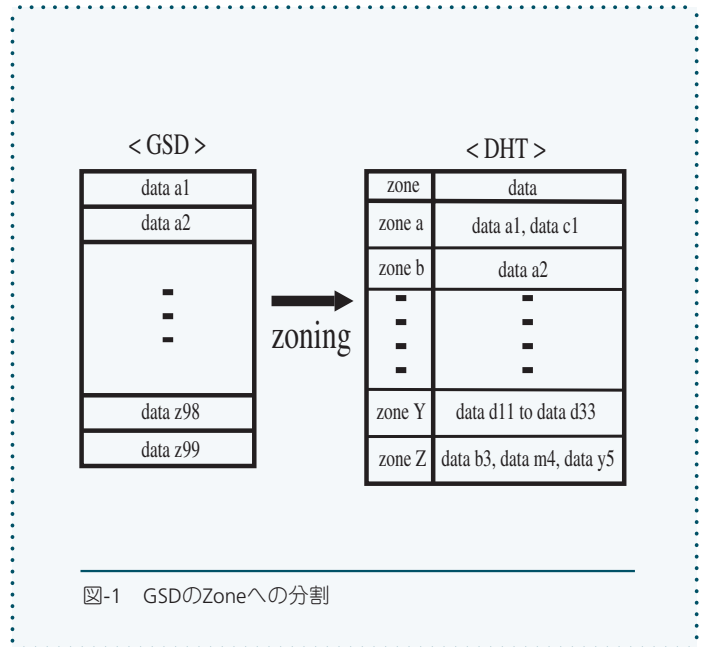 < GSD >
data a1
data a2
data z98
data z99
zoning
< DHT >
zone data
zone a data a1, data c1
zone b data a2
zone Y data d11 to data d33
zone Z data b3, data m4, data y5
図-1 GSDのZoneへの分割